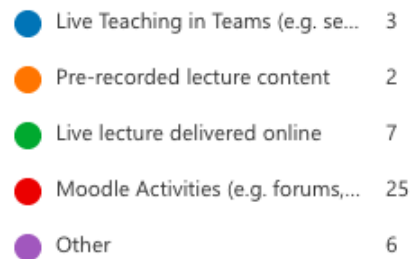 Live Teaching in Teams (e.g. se... 3
Pre-recorded lecture content 2
Live lecture delivered online 7
Moodle Activities (e.g. forums,... 25
Other 6